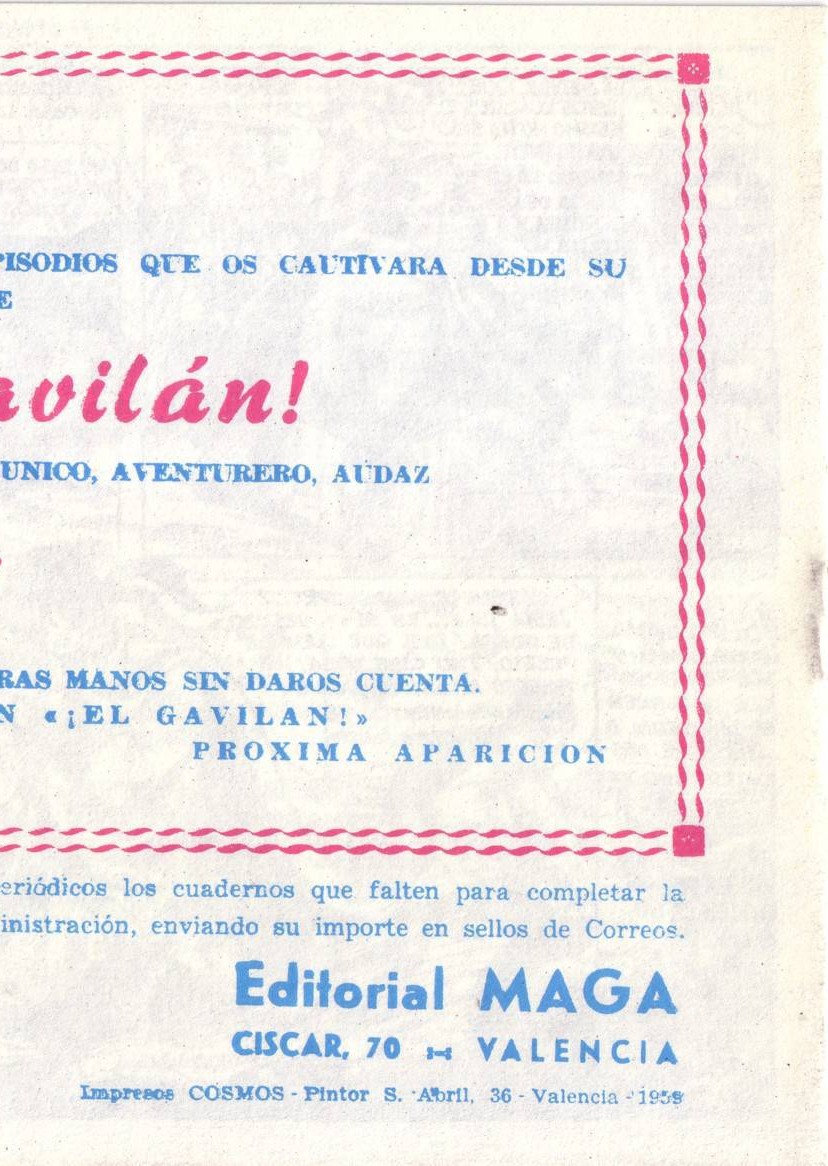 PISODIOS QUE OS CAUTIVARA DESDE SU
E
avilán!
UNICO, AVENTURERO, AUDAZ
RAS MANOS SIN DAROS CUENTA.
N «¡EL GAVILAN!»
PROXIMA APARICION
eriódicos los cuadernos que falten para completar la
inistración, enviando su importe en sellos de Correos.
Editorial MAGA
CISCAR, 70 VALENCIA
Impresos COSMOS - Pintor S. Abril, 36 - Valencia - 1959